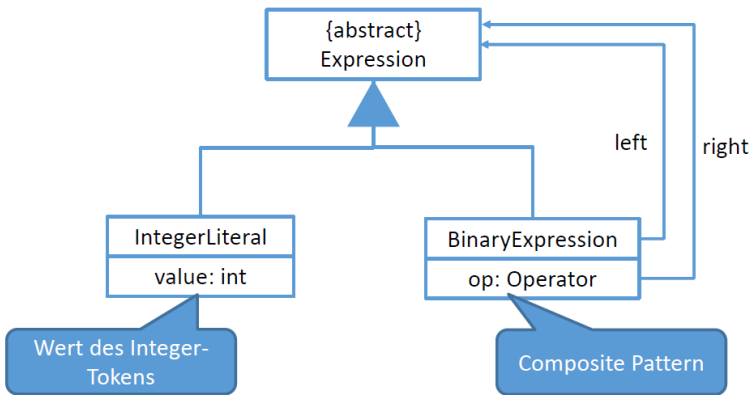 {abstract}
Expression
left
right
IntegerLiteral
value: int
BinaryExpression
op: Operator
Wert des Integer-
Tokens
Composite Pattern